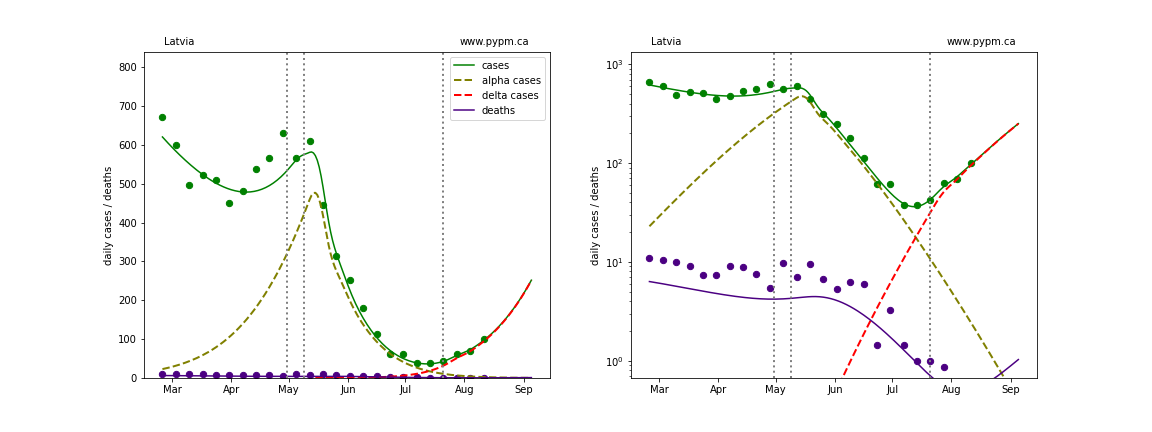 Latvia www.pypm.ca
800
700
600
500
400
300
200
100
0
daily cases / deaths
cases
alpha cases
delta cases
deaths
Mar Apr May Jun Jul Aug Sep
Latvia www.pypm.ca
10³
10²
10¹
10⁰
daily cases / deaths
Mar Apr May Jun Jul Aug Sep